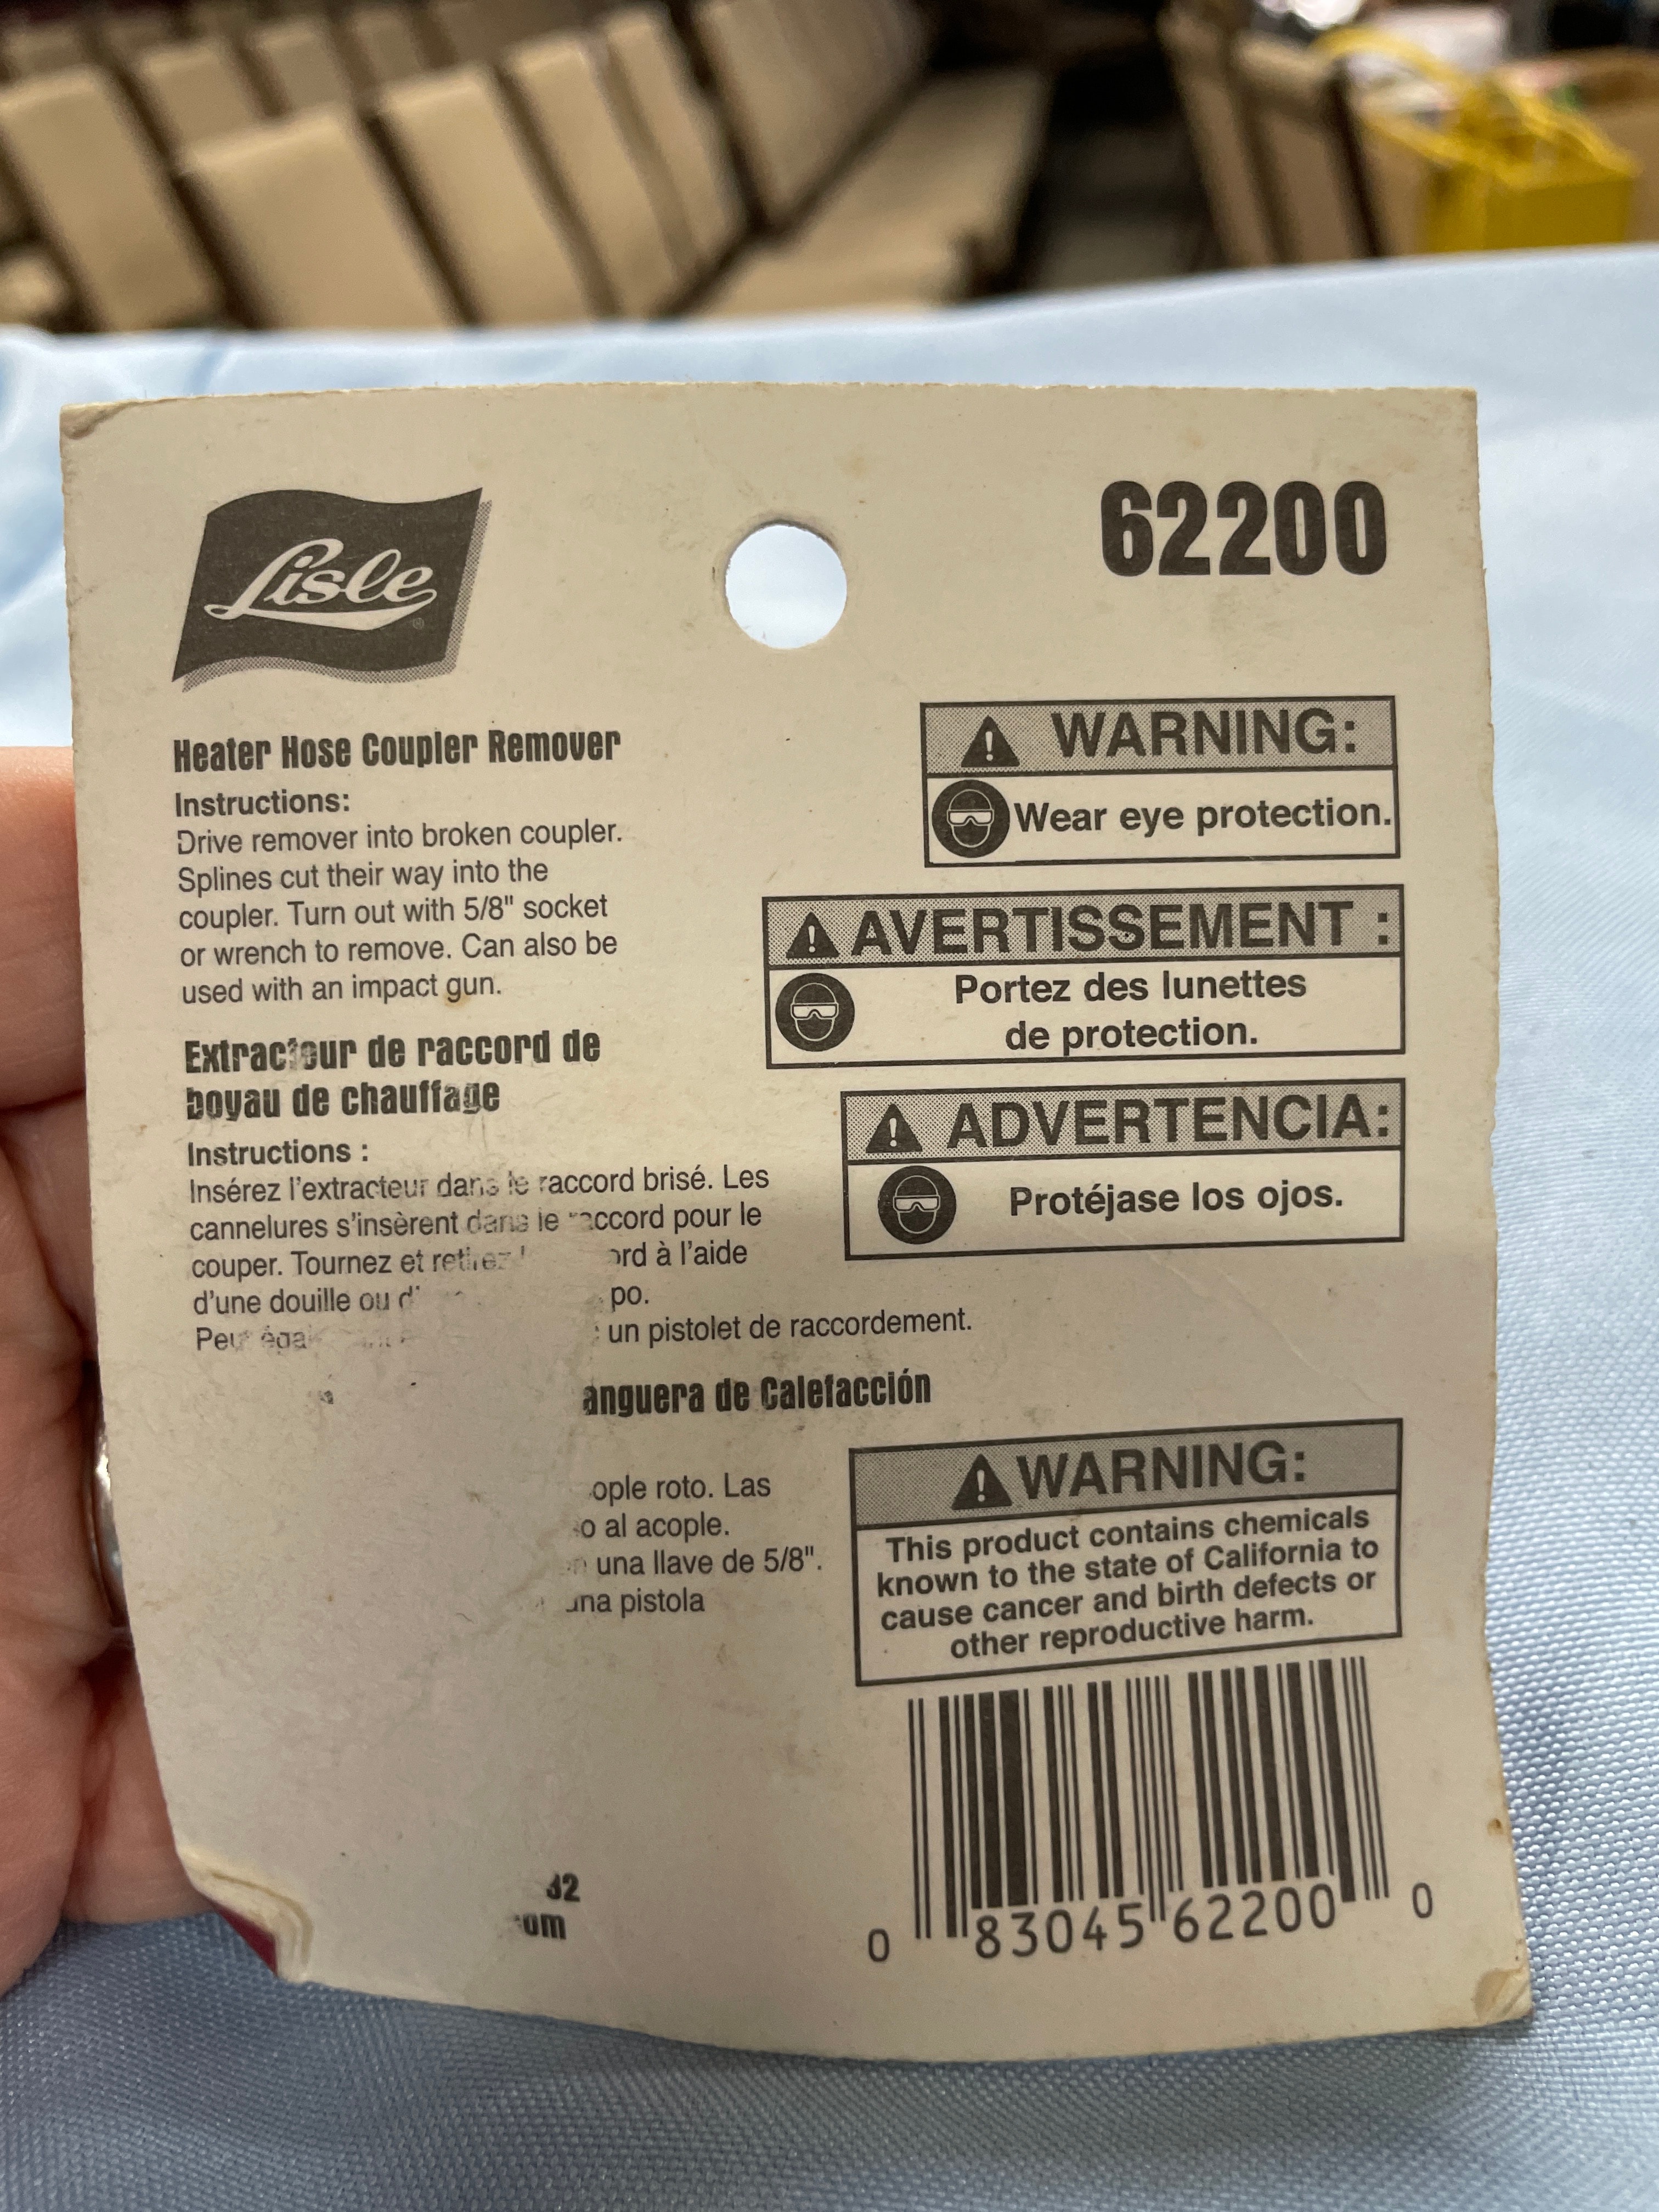 Lisle
62200
Heater Hose Coupler Remover
Instructions:
Drive remover into broken coupler.
Splines cut their way into the
coupler. Turn out with 5/8" socket
or wrench to remove. Can also be
used with an impact gun.
Extracteur de raccord de
boyau de chauffage
Instructions :
Insérez l'extracteur dans le raccord brisé. Les
cannelures s'insèrent dans le raccord pour le
couper. Tournez et retirez à l'aide
d'une douille ou po.
un pistolet de raccordement.
de Calefacción
roto. Las
al acople.
una llave de 5/8".
pistola
WARNING:
Wear eye protection.
AVERTISSEMENT :
Portez des lunettes
de protection.
ADVERTENCIA:
Protéjase los ojos.
WARNING:
This product contains chemicals
known to the state of California to
cause cancer and birth defects or
other reproductive harm.
0 83045 62200 0